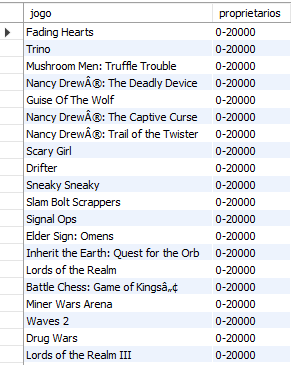 jogo proprietarios
Fading Hearts 0-20000
Trino 0-20000
Mushroom Men: Truffle Trouble 0-20000
Nancy DrewÂ®: The Deadly Device 0-20000
Guise Of The Wolf 0-20000
Nancy DrewÂ®: The Captive Curse 0-20000
Nancy DrewÂ®: Trail of the Twister 0-20000
Scary Girl 0-20000
Drifter 0-20000
Sneaky Sneaky 0-20000
Slam Bolt Scrappers 0-20000
Signal Ops 0-20000
Elder Sign: Omens 0-20000
Inherit the Earth: Quest for the Orb 0-20000
Lords of the Realm 0-20000
Battle Chess: Game of Kingsâ„¢ 0-20000
Miner Wars Arena 0-20000
Waves 2 0-20000
Drug Wars 0-20000
Lords of the Realm III 0-20000